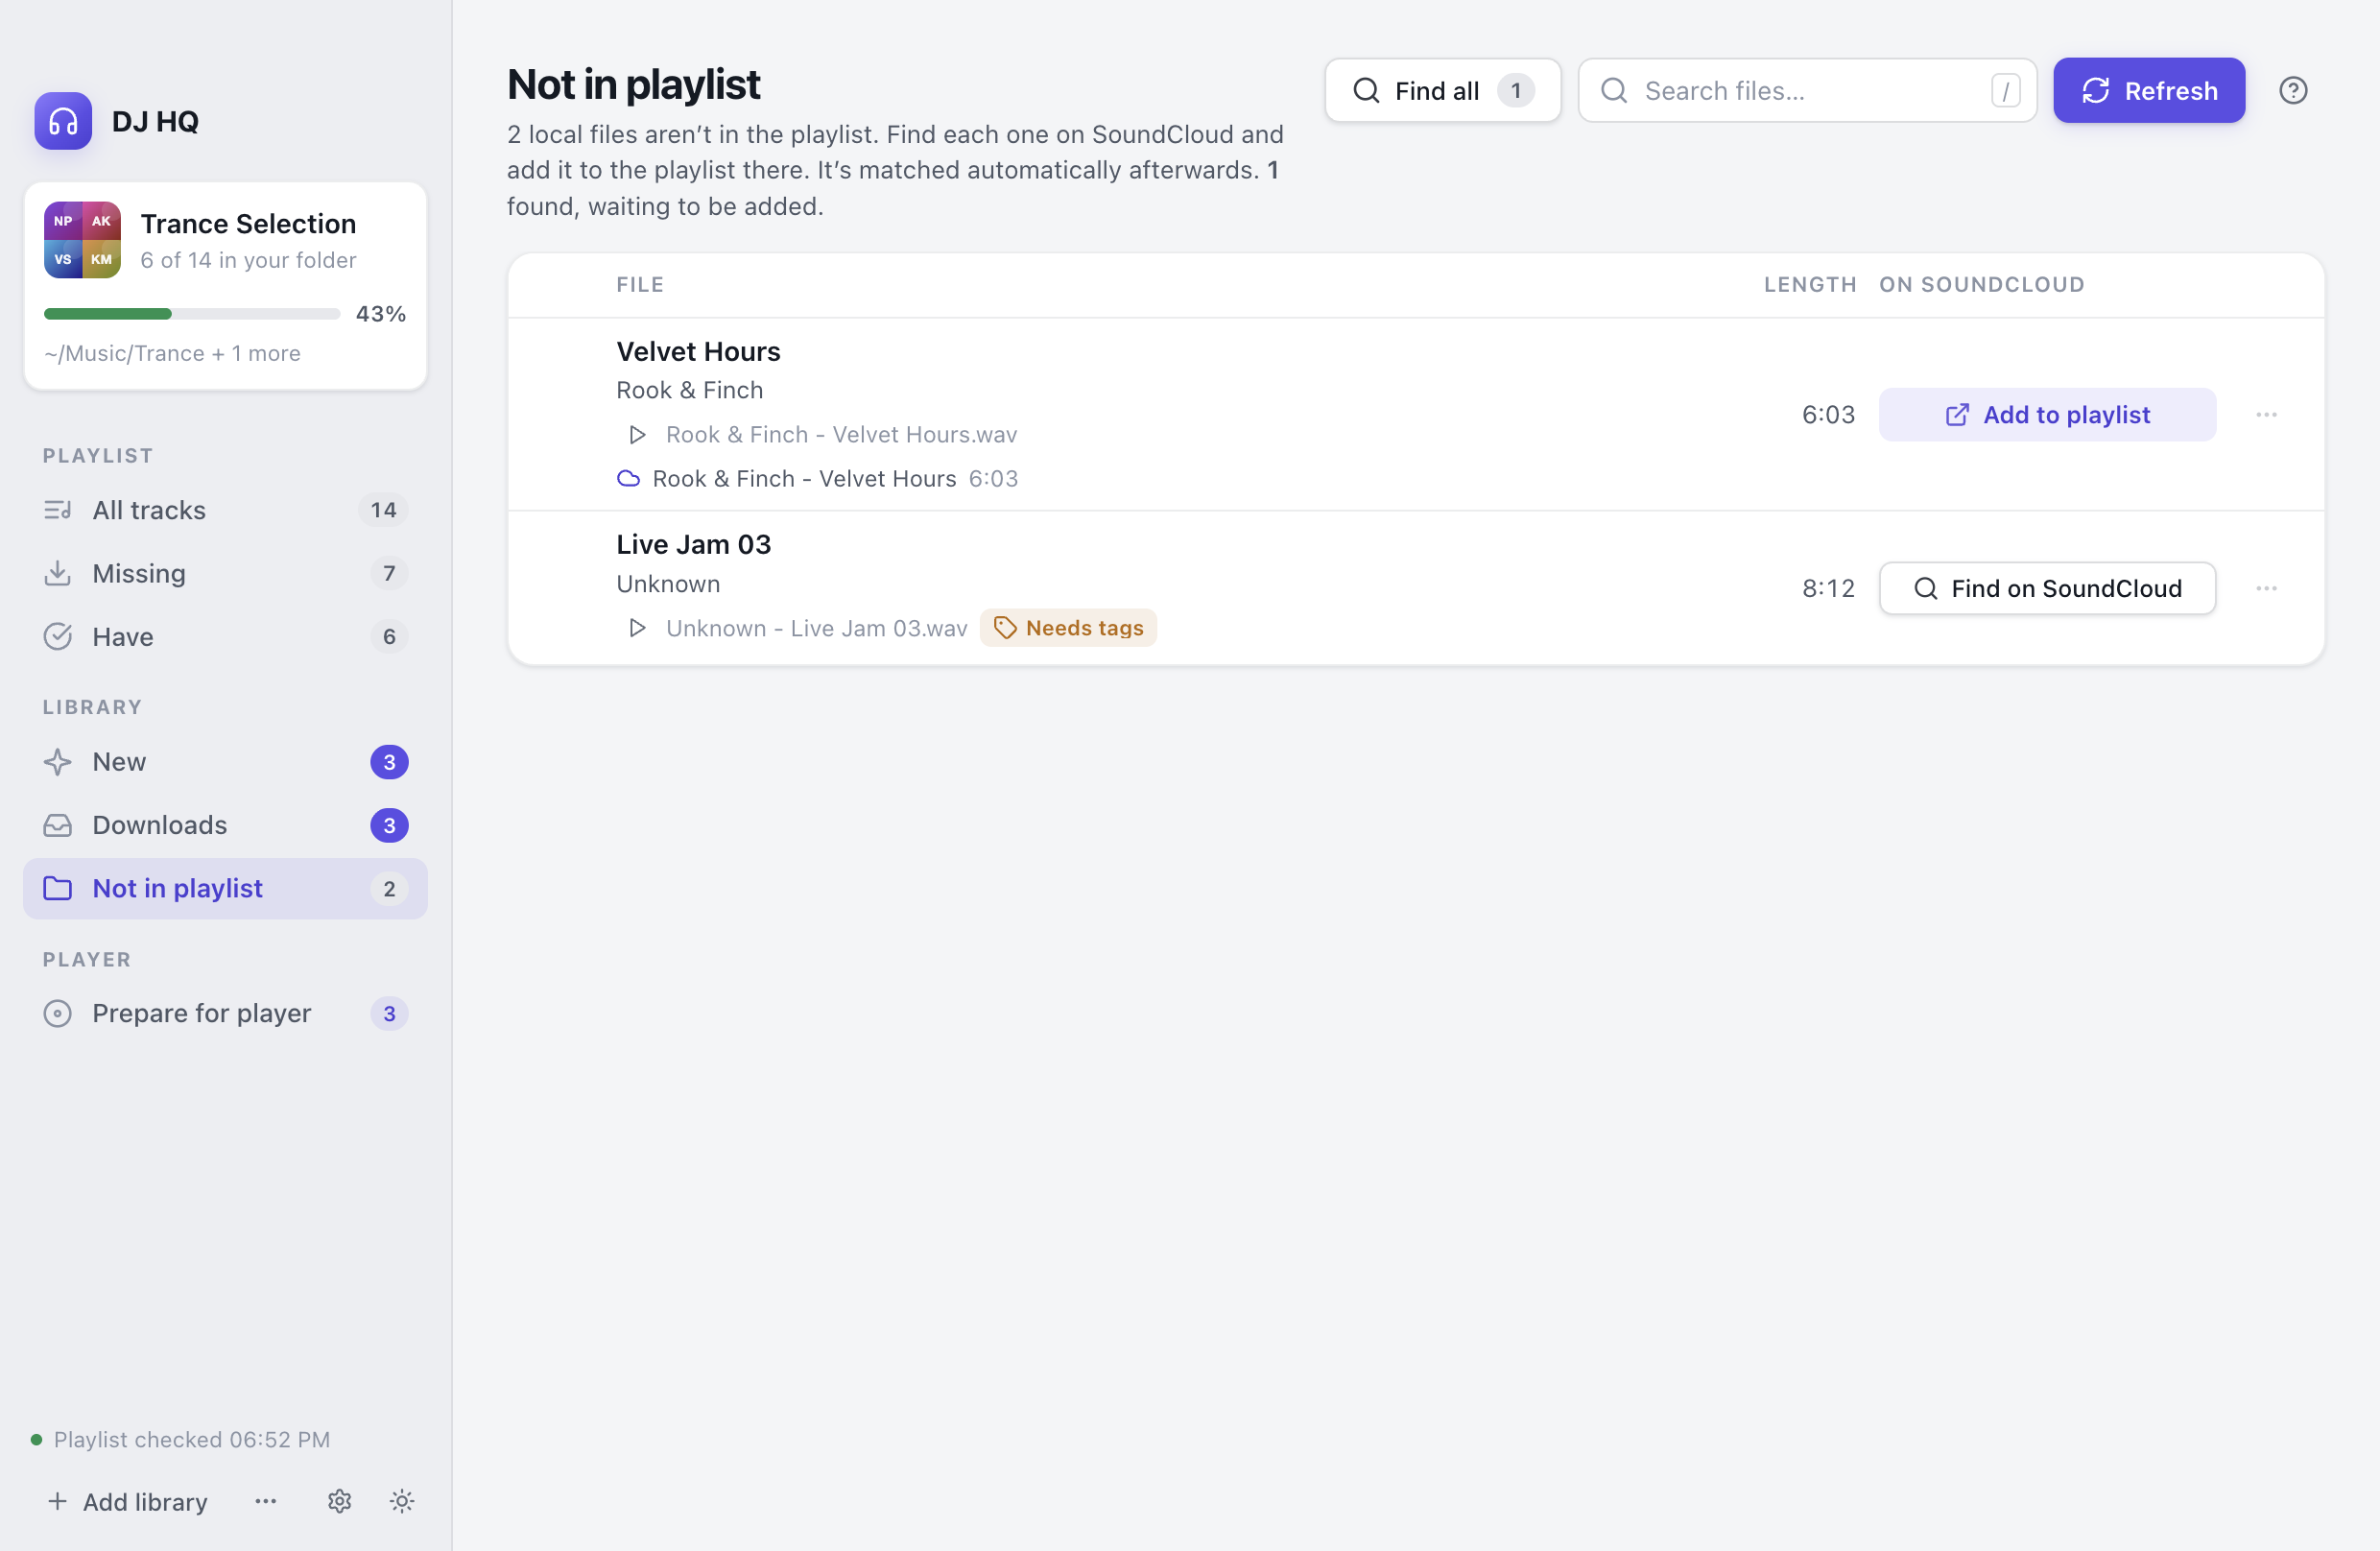 DJ HQ
NP AK
VS KM
Trance Selection
6 of 14 in your folder
43%
~/Music/Trance + 1 more
PLAYLIST
All tracks 14
Missing 7
Have 6
LIBRARY
New 3
Downloads 3
Not in playlist 2
PLAYER
Prepare for player 3
Playlist checked 06:52 PM
Add library
Not in playlist
2 local files aren’t in the playlist. Find each one on SoundCloud and
add it to the playlist there. It’s matched automatically afterwards. 1
found, waiting to be added.
Find all 1
Search files... /
Refresh
FILE LENGTH ON SOUNDCLOUD
Velvet Hours
Rook & Finch
Rook & Finch - Velvet Hours.wav
Rook & Finch - Velvet Hours 6:03
6:03 Add to playlist
Live Jam 03
Unknown
Unknown - Live Jam 03.wav Needs tags
8:12 Find on SoundCloud